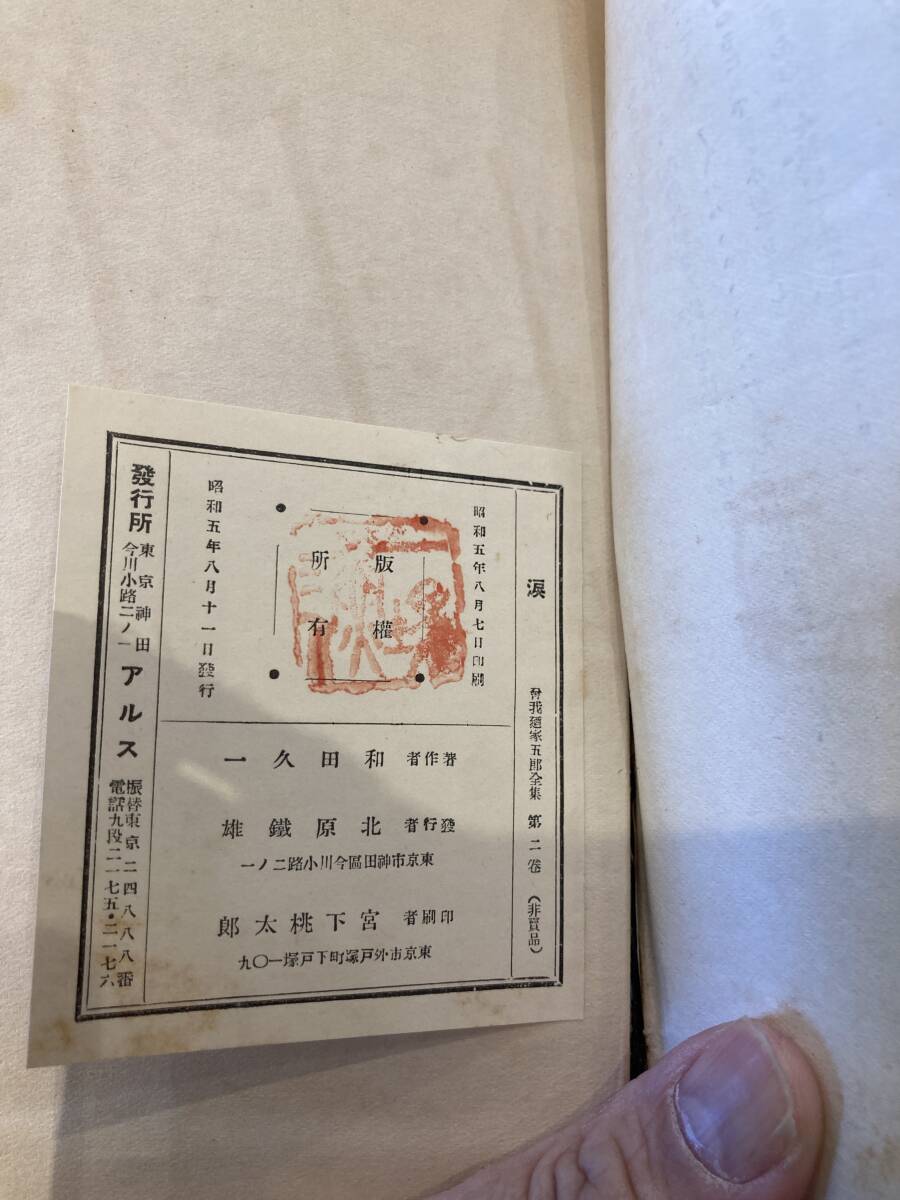 涙 曾我廼家五郎全集 第二卷 (非賣品)
昭和五年八月七日印刷
版權
所有
昭和五年八月十一日發行
著作者 和田久一
發行者 北原鐵雄
東京市神田區今川小路二ノ一
印刷者 宮下桃太郎
東京市外戸塚町下戸塚一〇九
發行所 東京神田
今川小路二ノ一
アルス
振替東京二四八八八番
電話九段二一七五・二一七六